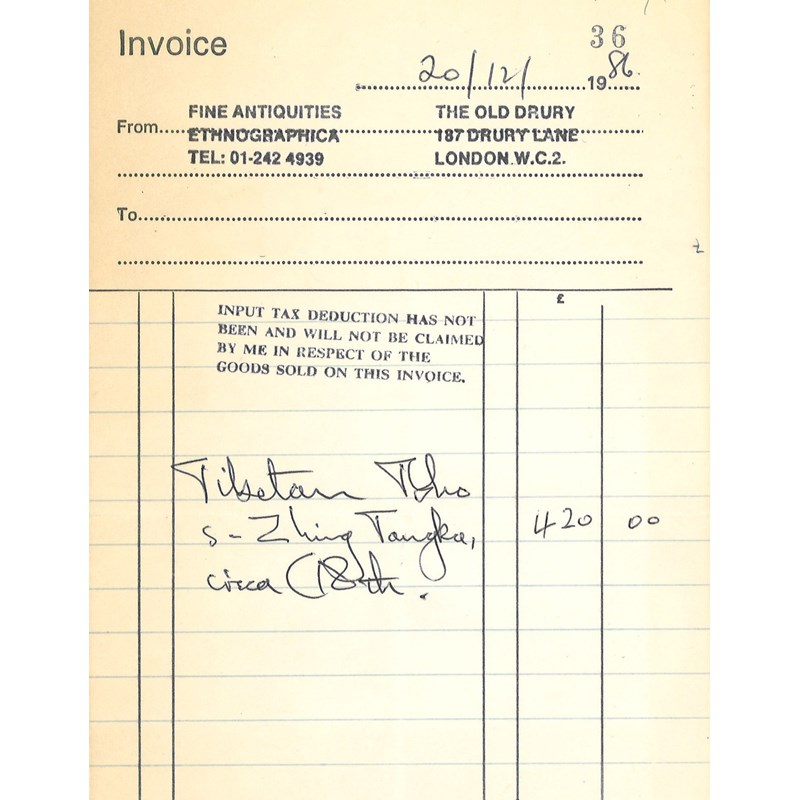 Invoice
36
20/12/1986.
From FINE ANTIQUITIES THE OLD DRURY
ETHNOGRAPHICA 187 DRURY LANE
TEL: 01-242 4939 LONDON W.C.2.
To
£
INPUT TAX DEDUCTION HAS NOT
BEEN AND WILL NOT BE CLAIMED
BY ME IN RESPECT OF THE
GOODS SOLD ON THIS INVOICE.
Tibetan Tsho
s-Zhing Tangka, 420 00
circa C18th.